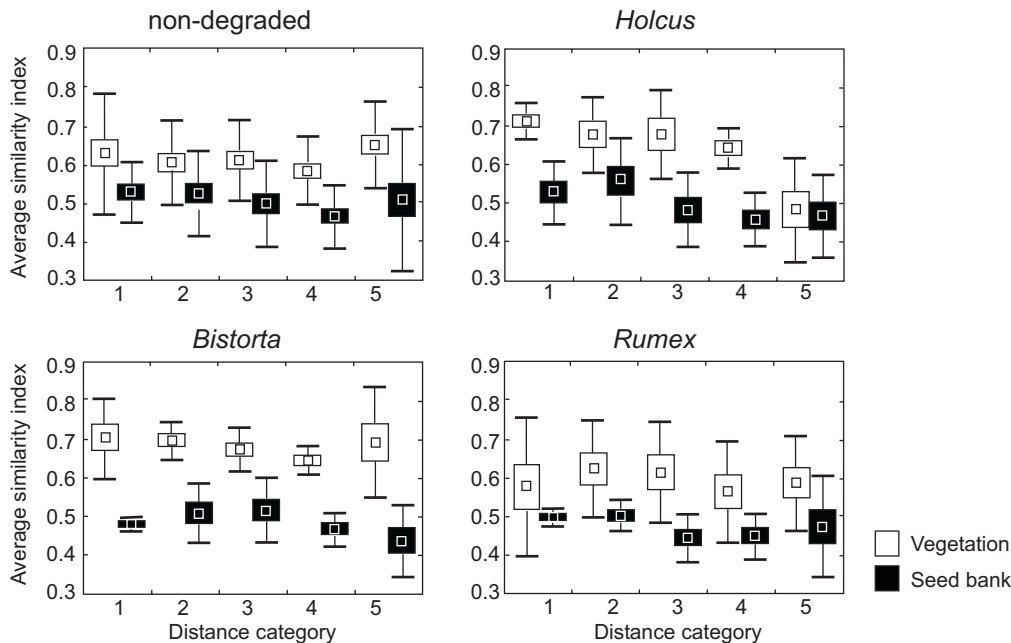 non-degraded
Holcus
Average similarity index
0.9
0.8
0.7
0.6
0.5
0.4
0.3
1 2 3 4 5
0.9
0.8
0.7
0.6
0.5
0.4
0.3
1 2 3 4 5
Bistorta
Rumex
Average similarity index
0.9
0.8
0.7
0.6
0.5
0.4
0.3
1 2 3 4 5
Distance category
0.9
0.8
0.7
0.6
0.5
0.4
0.3
1 2 3 4 5
Distance category
Vegetation
Seed bank